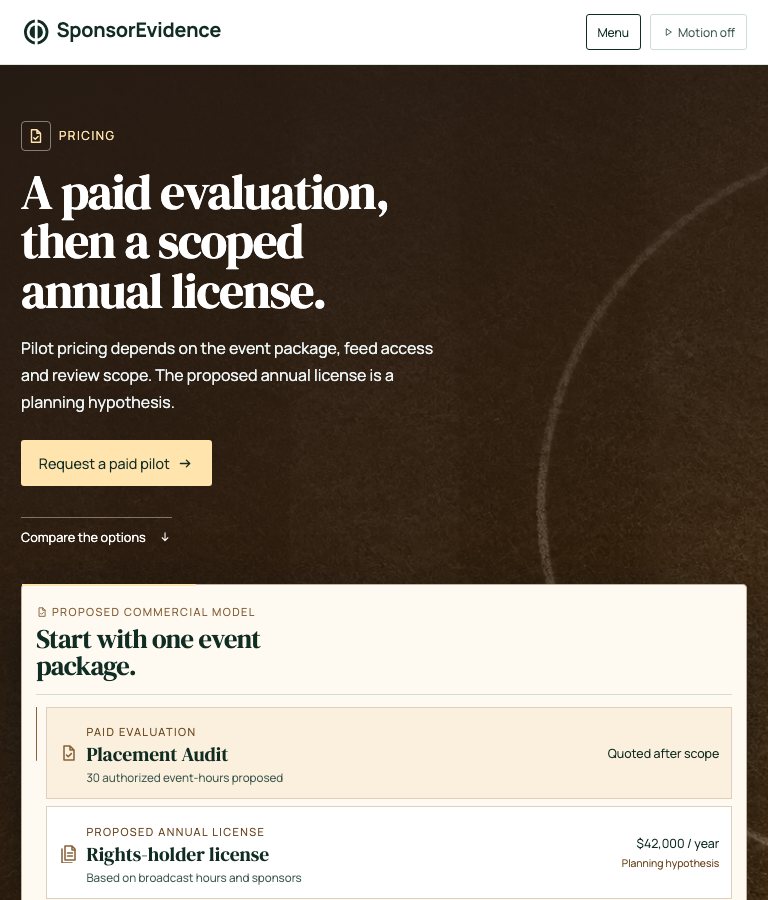 SponsorEvidence
Menu
Motion off
PRICING
A paid evaluation,
then a scoped
annual license.
Pilot pricing depends on the event package, feed access
and review scope. The proposed annual license is a
planning hypothesis.
Request a paid pilot →
Compare the options ↓
PROPOSED COMMERCIAL MODEL
Start with one event
package.
PAID EVALUATION
Placement Audit
30 authorized event-hours proposed
Quoted after scope
PROPOSED ANNUAL LICENSE
Rights-holder license
Based on broadcast hours and sponsors
$42,000 / year
Planning hypothesis